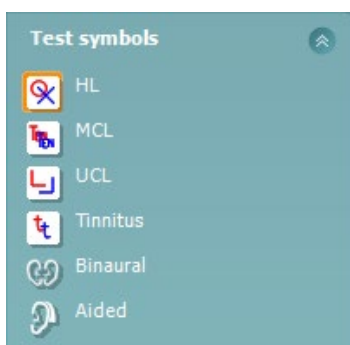 Test symbols
HL
MCL
UCL
Tinnitus
Binaural
Aided